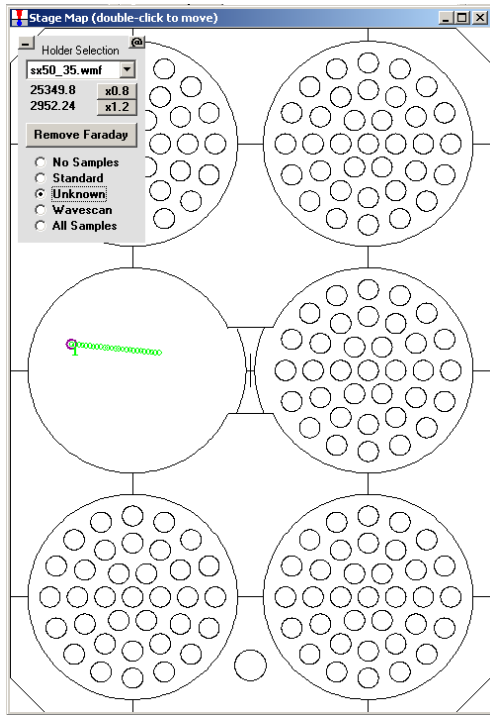 Stage Map (double-click to move)
Holder Selection
@
sx50_35.wmf
25349.8 x0.8
2952.24 x1.2
Remove Faraday
No Samples
Standard
Unknown
Wavescan
All Samples
1